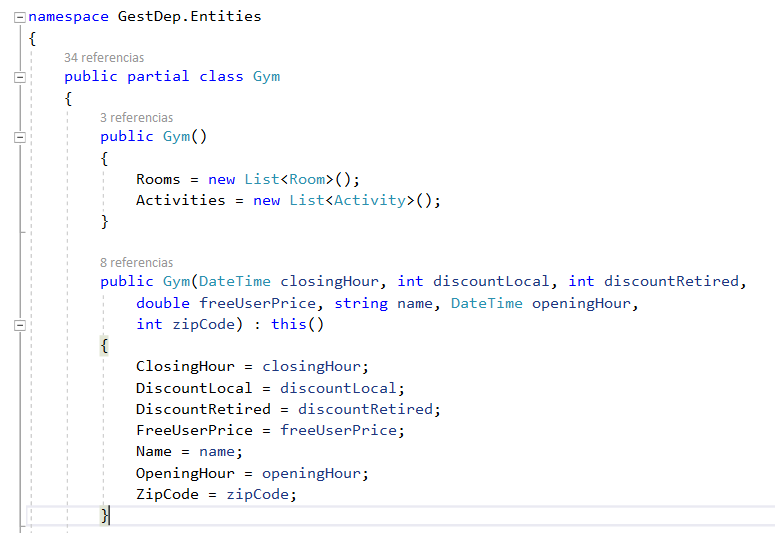 namespace GestDep.Entities
{
34 referencias
public partial class Gym
{
3 referencias
public Gym()
{
Rooms = new List<Room>();
Activities = new List<Activity>();
}
8 referencias
public Gym(DateTime closingHour, int discountLocal, int discountRetired,
double freeUserPrice, string name, DateTime openingHour,
int zipCode) : this()
{
ClosingHour = closingHour;
DiscountLocal = discountLocal;
DiscountRetired = discountRetired;
FreeUserPrice = freeUserPrice;
Name = name;
OpeningHour = openingHour;
ZipCode = zipCode;
}